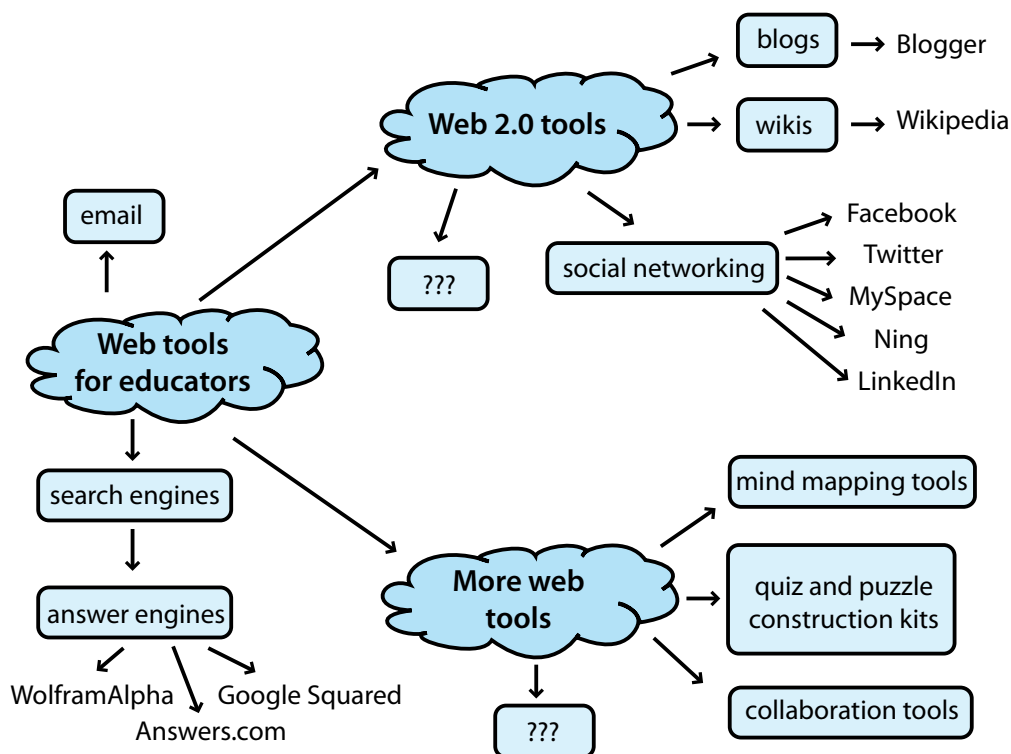 blogs
Blogger
Web 2.0 tools
wikis
Wikipedia
email
???
social networking
Facebook
Twitter
MySpace
Ning
LinkedIn
Web tools
for educators
search engines
answer engines
WolframAlpha
Google Squared
Answers.com
More web
tools
mind mapping tools
quiz and puzzle
construction kits
collaboration tools
???